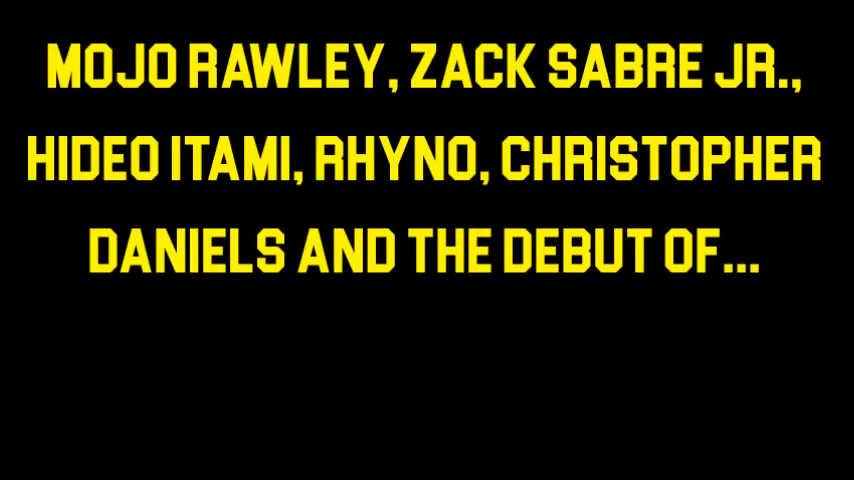 MOJO RAWLEY, ZACK SABRE JR.,
HIDEO ITAMI, RHYNO, CHRISTOPHER
DANIELS AND THE DEBUT OF...